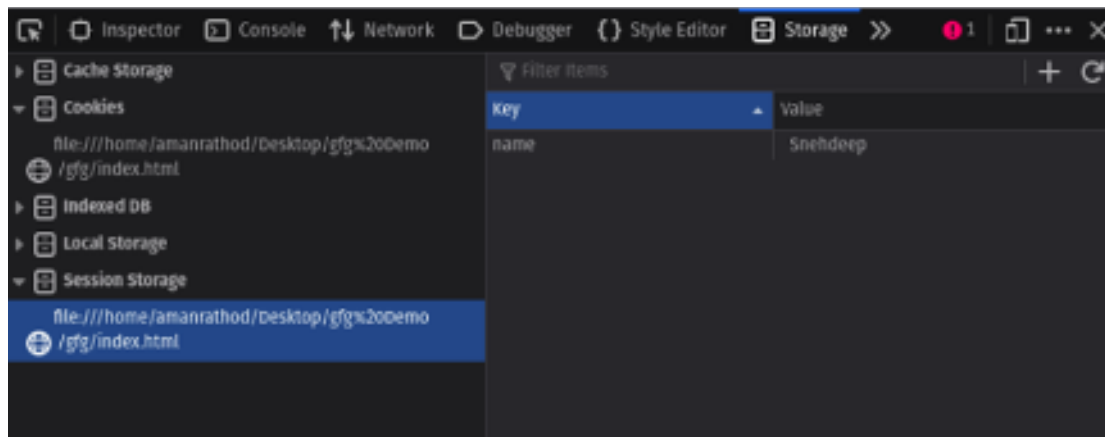 Inspector Console Network Debugger Style Editor Storage 1
Cache Storage
Filter Items
Cookies
Key Value
file:///home/amanrathod/Desktop/gfg%20Demo
/gfg/index.html
name Snehdeep
Indexed DB
Local Storage
Session Storage
file:///home/amanrathod/Desktop/gfg%20Demo
/gfg/index.html